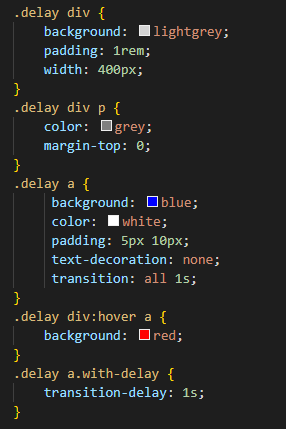 .delay div {
    background: lightgrey;
    padding: 1rem;
    width: 400px;
}
.delay div p {
    color: grey;
    margin-top: 0;
}
.delay a {
     background: blue;
     color: white;
     padding: 5px 10px;
     text-decoration: none;
     transition: all 1s;
}
.delay div:hover a {
    background: red;
}
.delay a.with-delay {
    transition-delay: 1s;
}